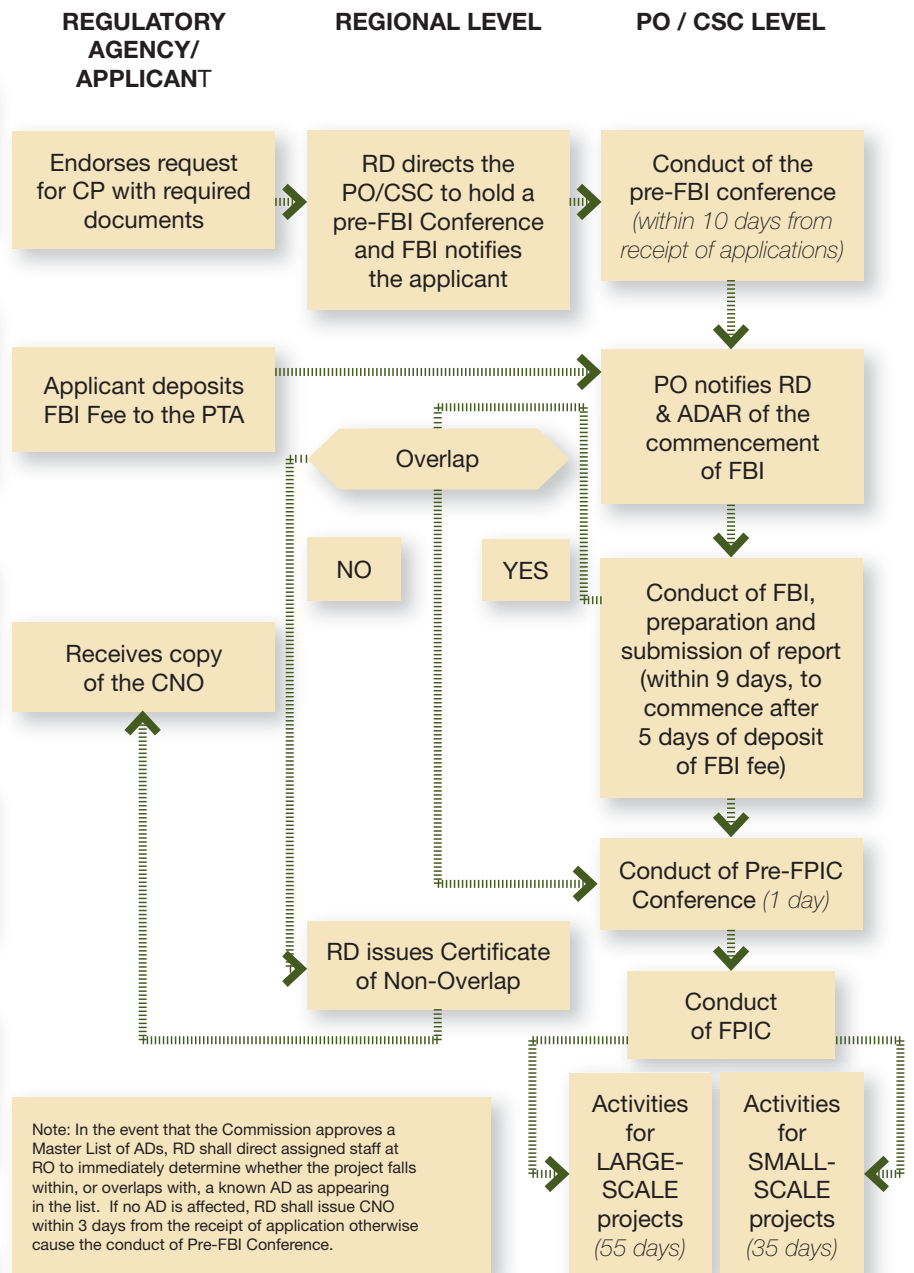 REGULATORY
AGENCY/
APPLICANT
REGIONAL LEVEL
PO / CSC LEVEL
Endorses request
for CP with required
documents
RD directs the
PO/CSC to hold a
pre-FBI Conference
and FBI notifies
the applicant
Conduct of the
pre-FBI conference
(within 10 days from
receipt of applications)
Applicant deposits
FBI Fee to the PTA
PO notifies RD
& ADAR of the
commencement
of FBI
Overlap
NO
YES
Conduct of FBI,
preparation and
submission of report
(within 9 days, to
commence after
5 days of deposit
of FBI fee)
Receives copy
of the CNO
Conduct of Pre-FPIC
Conference (1 day)
RD issues Certificate
of Non-Overlap
Conduct
of FPIC
Activities
for
LARGE-
SCALE
projects
(55 days)
Activities
for
SMALL-
SCALE
projects
(35 days)
Note: In the event that the Commission approves a
Master List of ADs, RD shall direct assigned staff at
RO to immediately determine whether the project falls
within, or overlaps with, a known AD as appearing
in the list. If no AD is affected, RD shall issue CNO
within 3 days from the receipt of application otherwise
cause the conduct of Pre-FBI Conference.